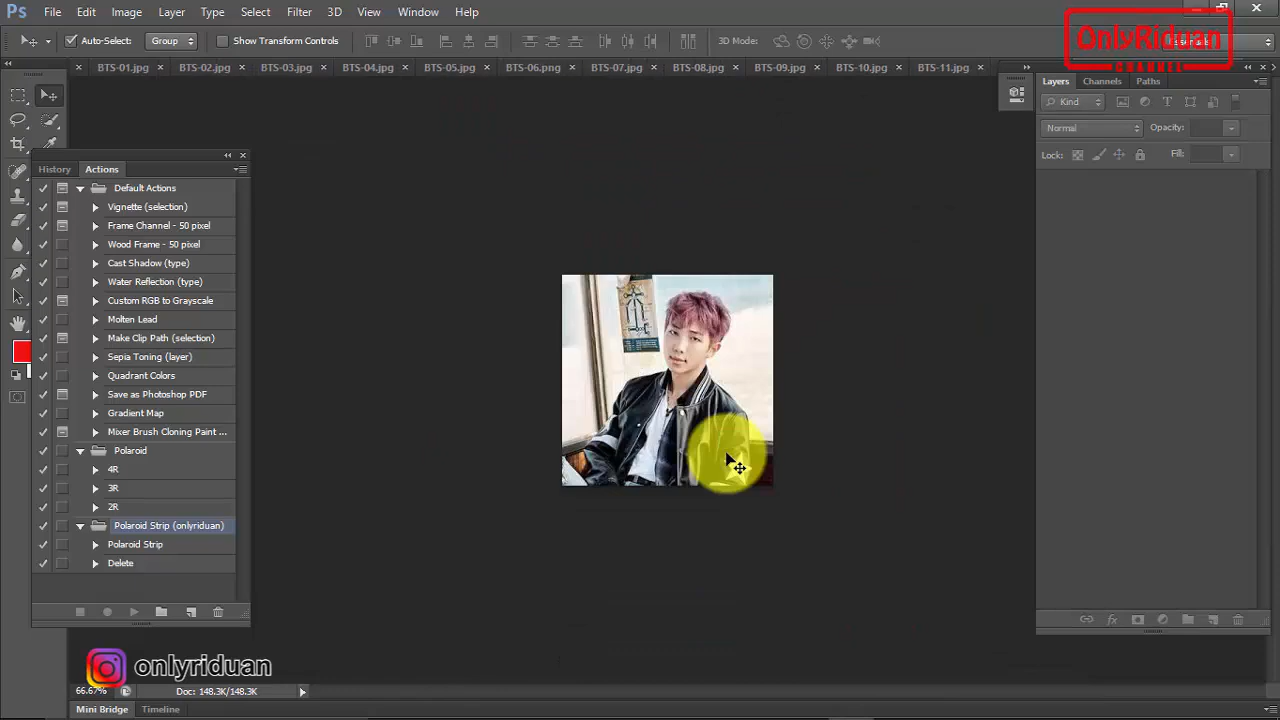 Ps File Edit Image Layer Type Select Filter 3D View Window Help
OnlyRiduan
CHANNEL
Auto-Select: Group Show Transform Controls 3D Mode:
BTS-01.jpg BTS-02.jpg BTS-03.jpg BTS-04.jpg BTS-05.jpg BTS-06.png BTS-07.jpg BTS-08.jpg BTS-09.jpg BTS-10.jpg BTS-11.jpg
Layers Channels Paths
Kind
Normal Opacity:
Lock: Fill:
History Actions
Default Actions
Vignette (selection)
Frame Channel - 50 pixel
Wood Frame - 50 pixel
Cast Shadow (type)
Water Reflection (type)
Custom RGB to Grayscale
Molten Lead
Make Clip Path (selection)
Sepia Toning (layer)
Quadrant Colors
Save as Photoshop PDF
Gradient Map
Mixer Brush Cloning Paint ...
Polaroid
4R
3R
2R
Polaroid Strip (onlyriduan)
Polaroid Strip
Delete
onlyriduan
66.67% Doc: 148.3K/148.3K
Mini Bridge Timeline